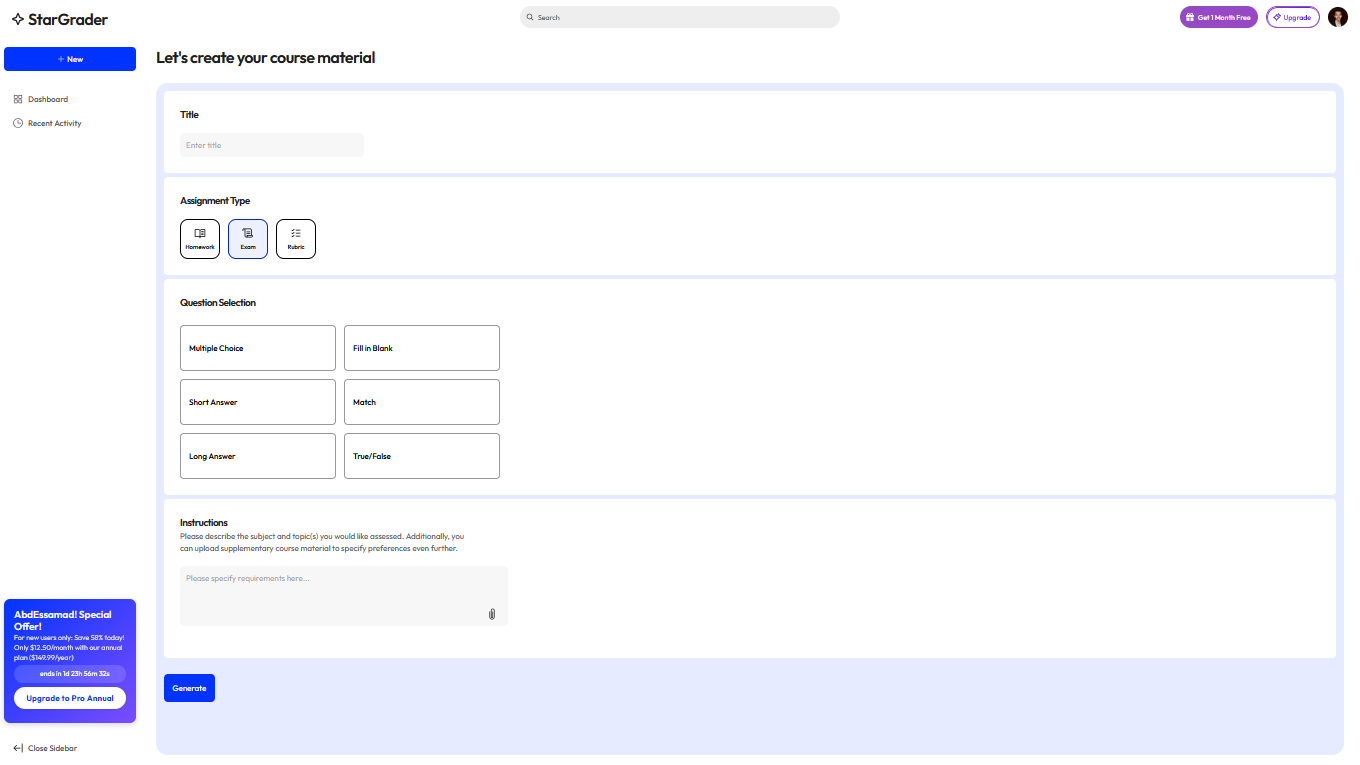 StarGrader
Search
Get 1 Month Free
Upgrade
+ New
Dashboard
Recent Activity
Let's create your course material
Title
Enter title
Assignment Type
Homework
Exam
Rubric
Question Selection
Multiple Choice
Fill in Blank
Short Answer
Match
Long Answer
True/False
Instructions
Please describe the subject and topic(s) you would like assessed. Additionally, you
can upload supplementary course material to specify preferences even further.
Please specify requirements here...
Generate
AbdEssamad! Special
Offer!
For new users only: Save 58% today!
Only $12.50/month with our annual
plan ($149.99/year)
ends in 1d 23h 56m 32s
Upgrade to Pro Annual
Close Sidebar